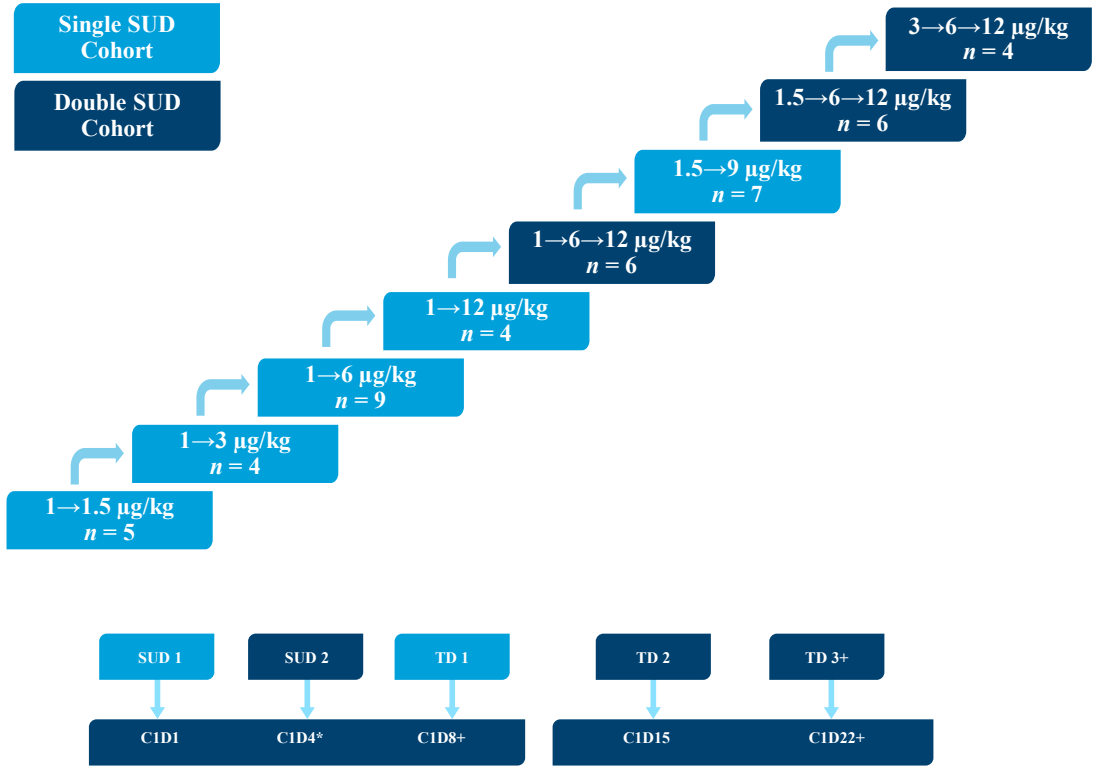 Single SUD
Cohort
Double SUD
Cohort
3→6→12 µg/kg
n = 4
1.5→6→12 µg/kg
n = 6
1.5→9 µg/kg
n = 7
1→6→12 µg/kg
n = 6
1→12 µg/kg
n = 4
1→6 µg/kg
n = 9
1→3 µg/kg
n = 4
1→1.5 µg/kg
n = 5
SUD 1
SUD 2
TD 1
TD 2
TD 3+
C1D1
C1D4*
C1D8+
C1D15
C1D22+